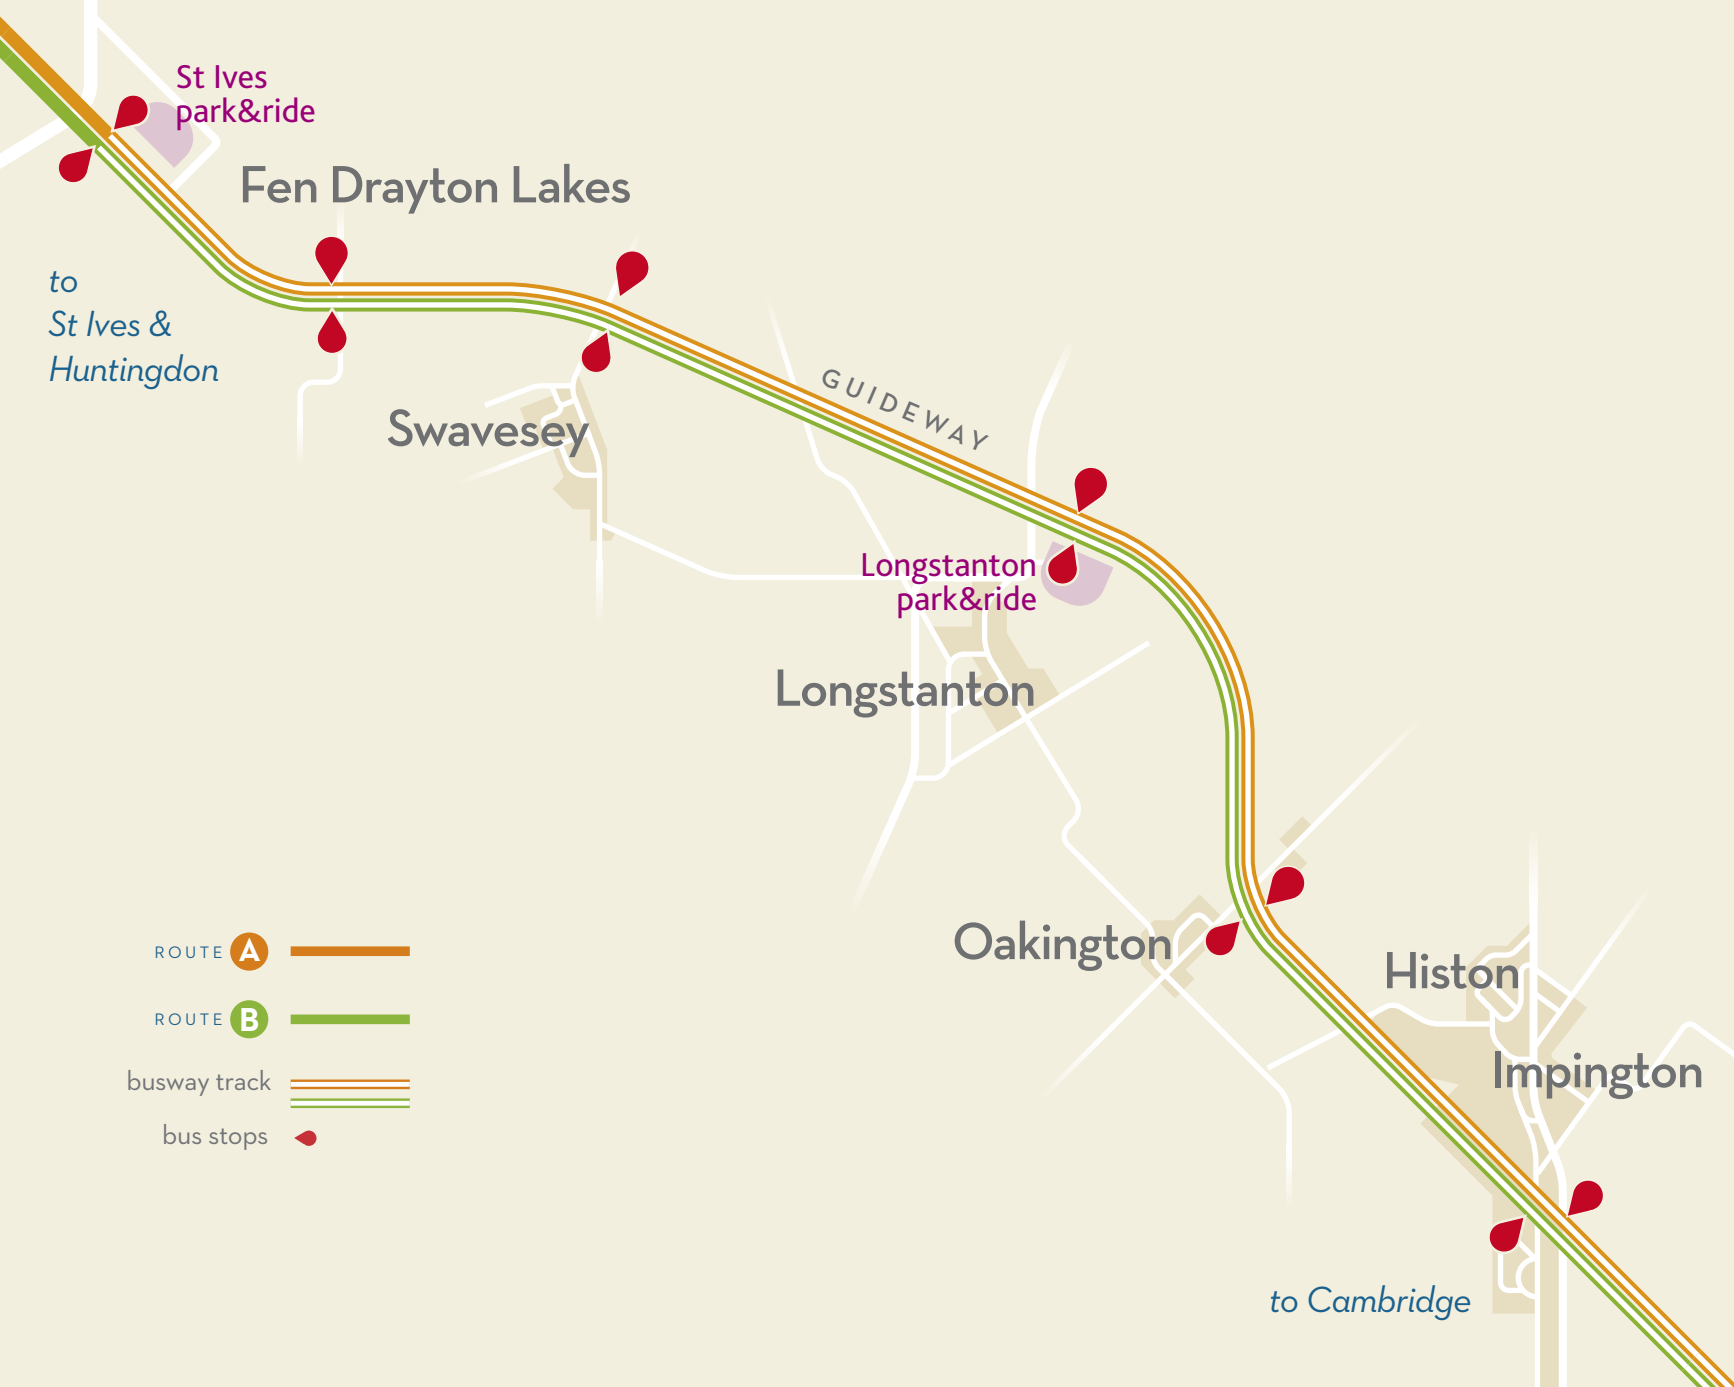 St Ives
park&ride
Fen Drayton Lakes
to
St Ives &
Huntingdon
GUIDEWAY
Swavesey
Longstanton
park&ride
Longstanton
Oakington
Histon
Impington
ROUTE A
ROUTE B
busway track
bus stops
to Cambridge